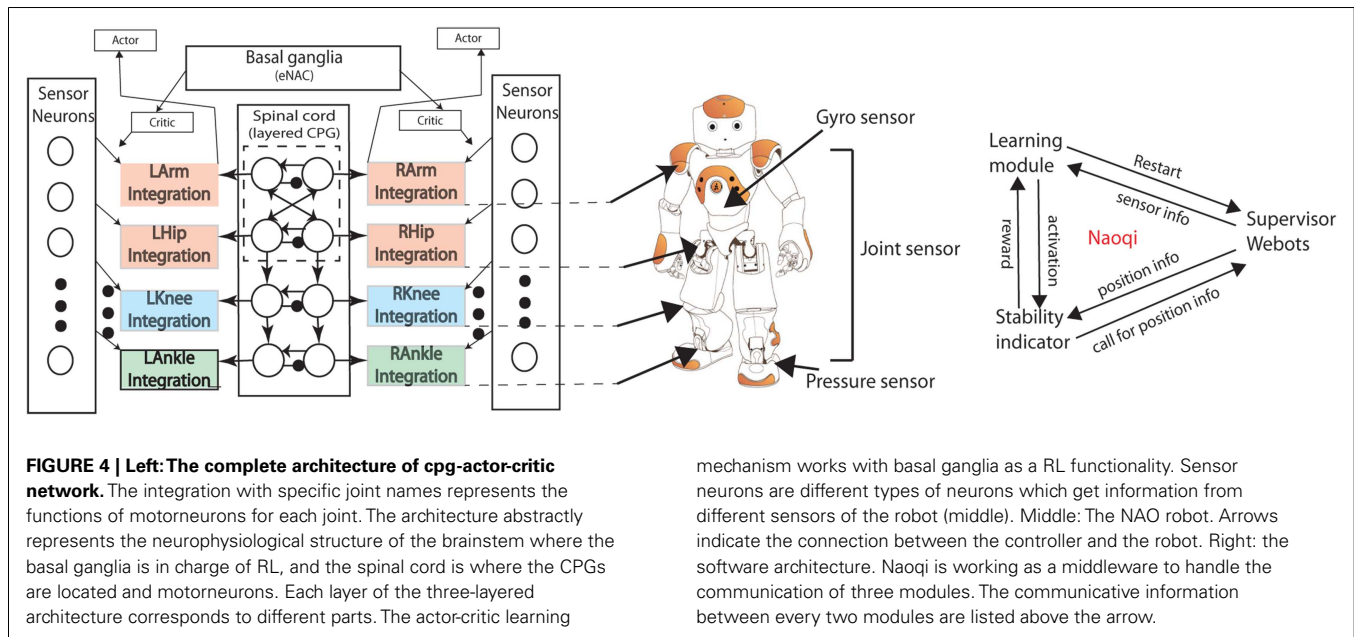 Actor
Actor
Basal ganglia
(eNAC)
Sensor
Neurons
Critic
Spinal cord
(layered CPG)
Critic
Sensor
Neurons
LArm
Integration
RArm
Integration
LHip
Integration
RHip
Integration
LKnee
Integration
RKnee
Integration
LAnkle
Integration
RAnkle
Integration
Gyro sensor
Joint sensor
Pressure sensor
Learning
module
Restart
sensor info
Supervisor
Webots
Naoqi
reward
activation
position info
call for position info
Stability
indicator
FIGURE 4 | Left: The complete architecture of cpg-actor-critic
network. The integration with specific joint names represents the
functions of motorneurons for each joint. The architecture abstractly
represents the neurophysiological structure of the brainstem where the
basal ganglia is in charge of RL, and the spinal cord is where the CPGs
are located and motorneurons. Each layer of the three-layered
architecture corresponds to different parts. The actor-critic learning
mechanism works with basal ganglia as a RL functionality. Sensor
neurons are different types of neurons which get information from
different sensors of the robot (middle). Middle: The NAO robot. Arrows
indicate the connection between the controller and the robot. Right: the
software architecture. Naoqi is working as a middleware to handle the
communication of three modules. The communicative information
between every two modules are listed above the arrow.